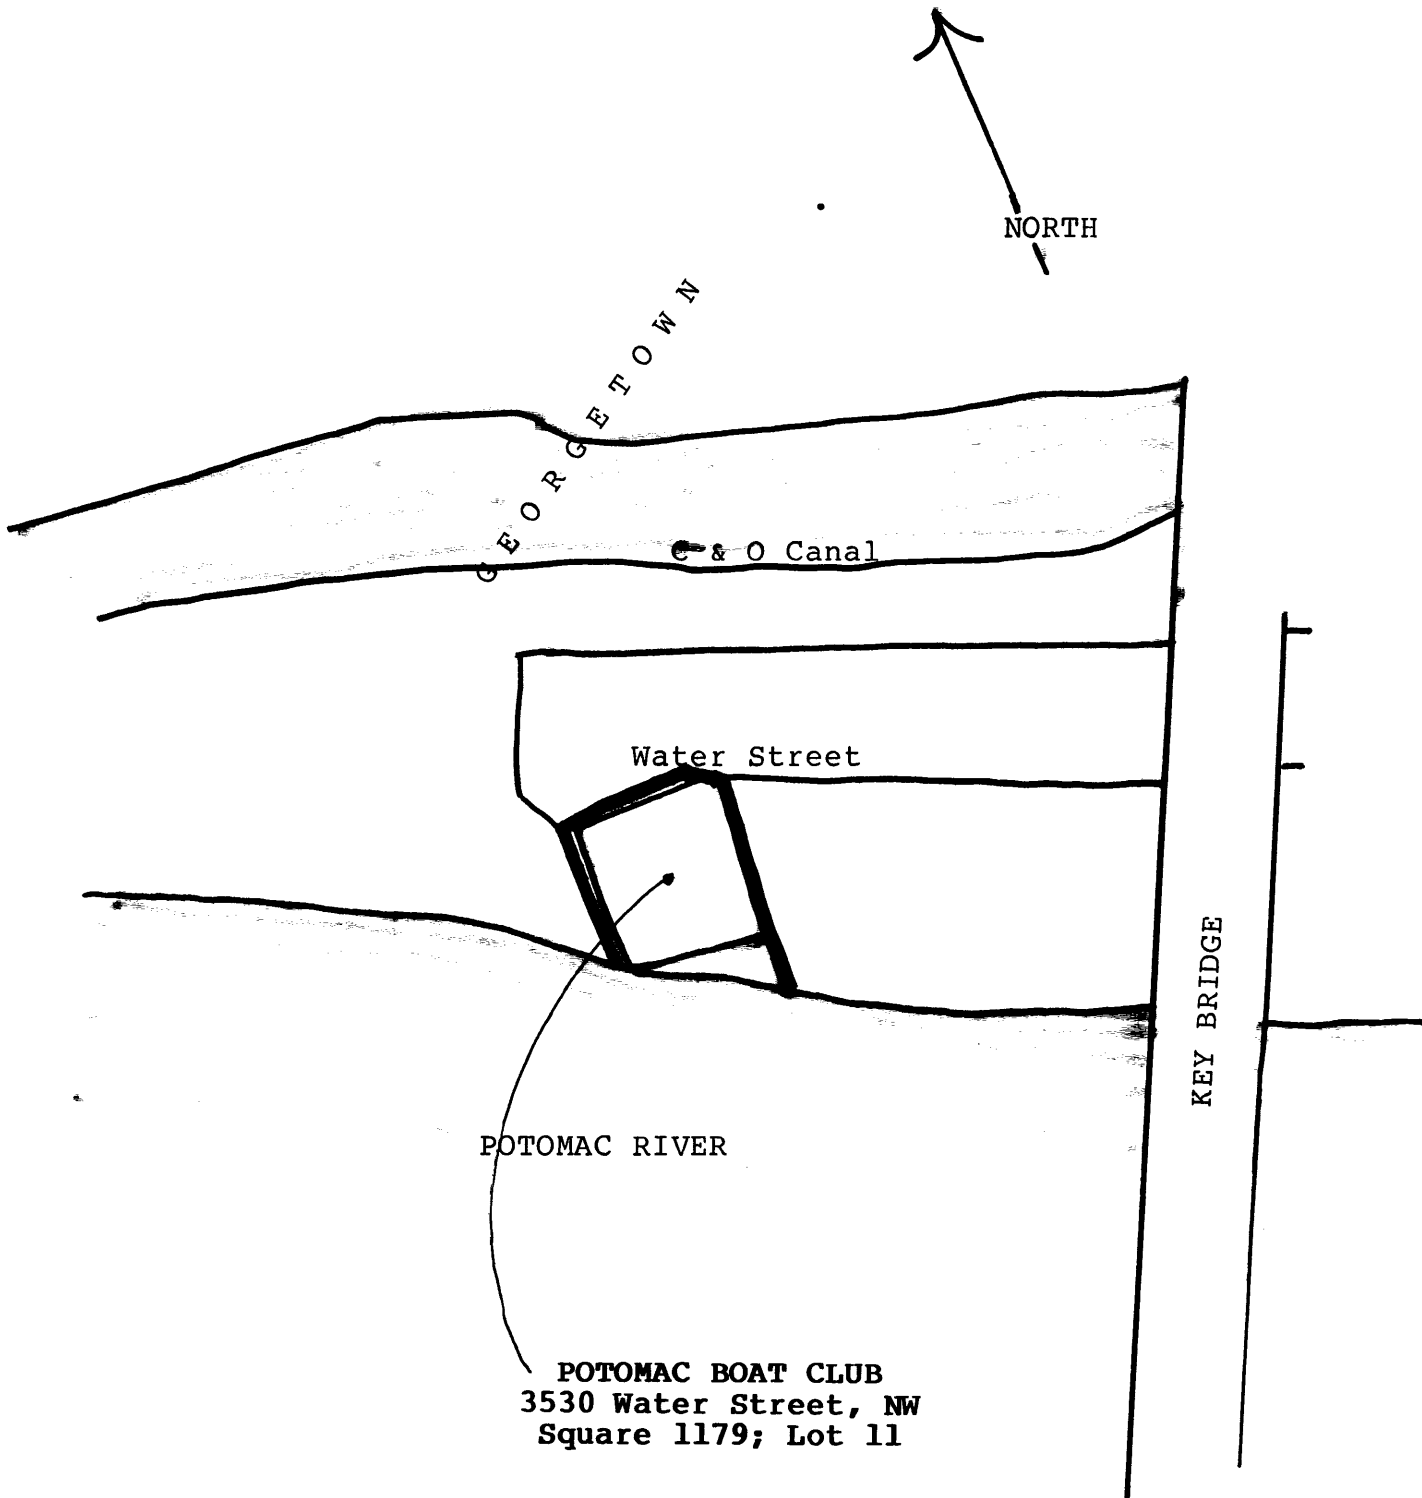 NORTH
GEORGETOWN
C & O Canal
Water Street
KEY BRIDGE
POTOMAC RIVER
POTOMAC BOAT CLUB
3530 Water Street, NW
Square 1179; Lot 11